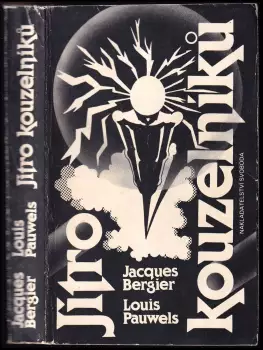 Jacques Bergier
Louis Pauwels
Jitro kouzelníků
Jitro
kouzelníků
Jacques
Bergier
Louis
Pauwels
NAKLADATELSTVÍ SVOBODA